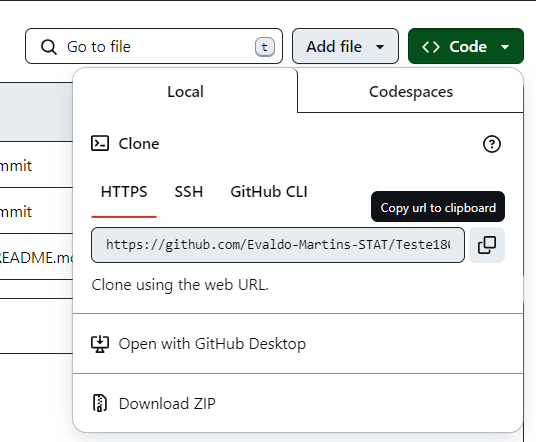 Go to file t Add file <> Code
Local Codespaces
Clone
mmit
HTTPS SSH GitHub CLI
Copy url to clipboard
mmit
https://github.com/Evaldo-Martins-STAT/Teste18
README.m
Clone using the web URL.
Open with GitHub Desktop
Download ZIP